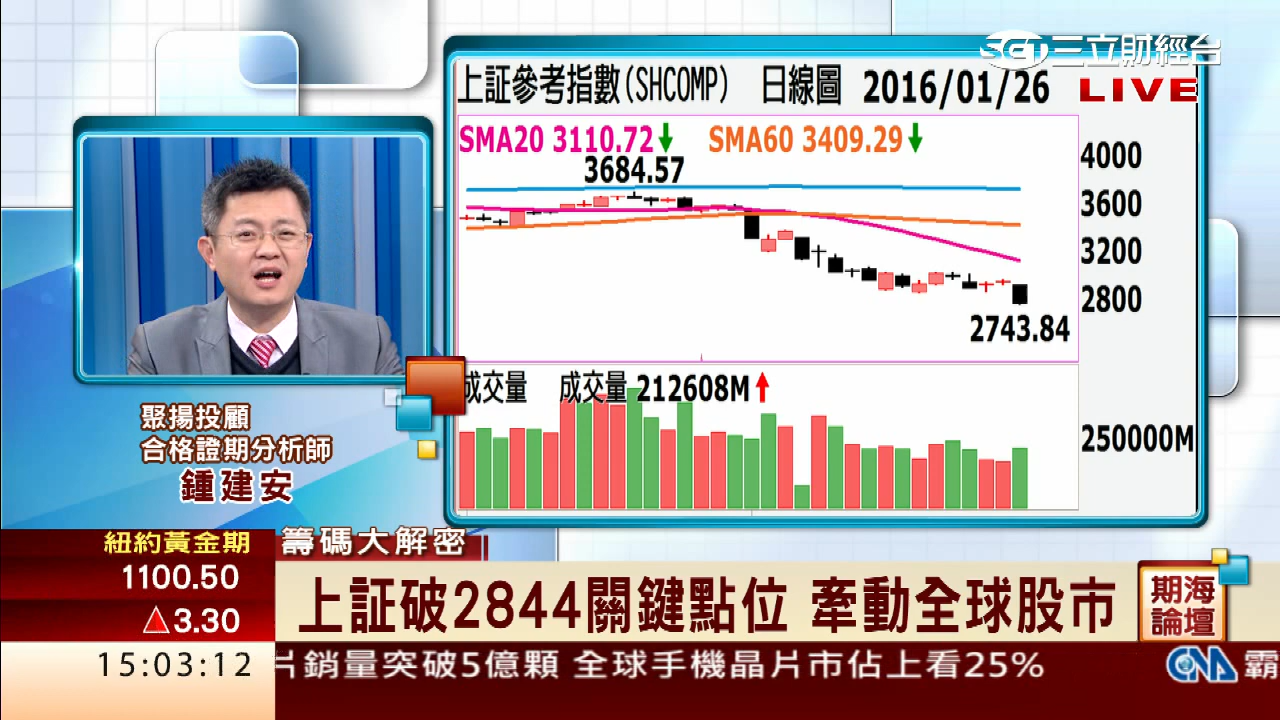 SET三立財經台
LIVE
上証參考指數(SHCOMP) 日線圖 2016/01/26
SMA20 3110.72↓ SMA60 3409.29↓
3684.57
4000
3600
3200
2800
2743.84
成交量 成交量 212608M↑
250000M
聚揚投顧
合格證期分析師
鍾建安
紐約黃金期
1100.50
△3.30
15:03:12
籌碼大解密
上証破2844關鍵點位 牽動全球股市
期海
論壇
片銷量突破5億顆 全球手機晶片市佔上看25%
CNA 霸